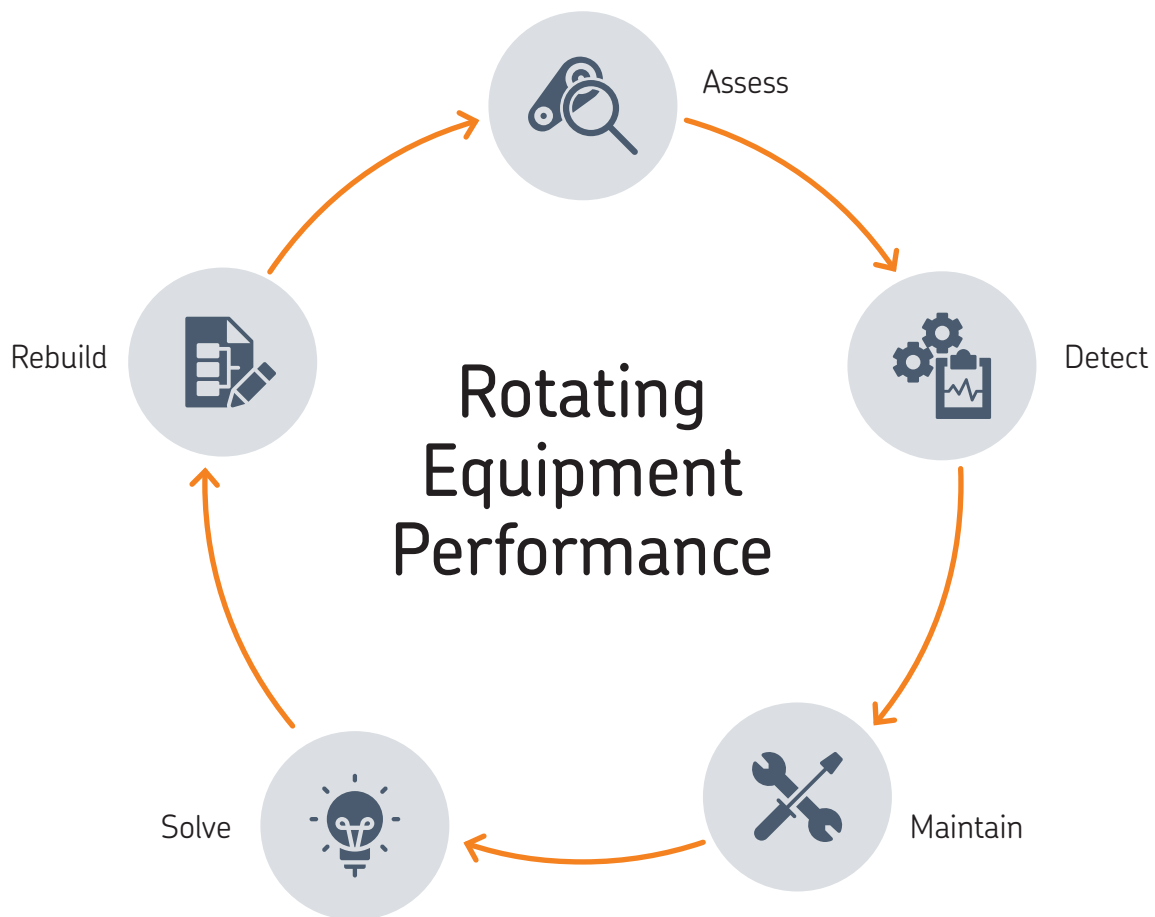 Assess
Detect
Maintain
Solve
Rebuild
Rotating
Equipment
Performance